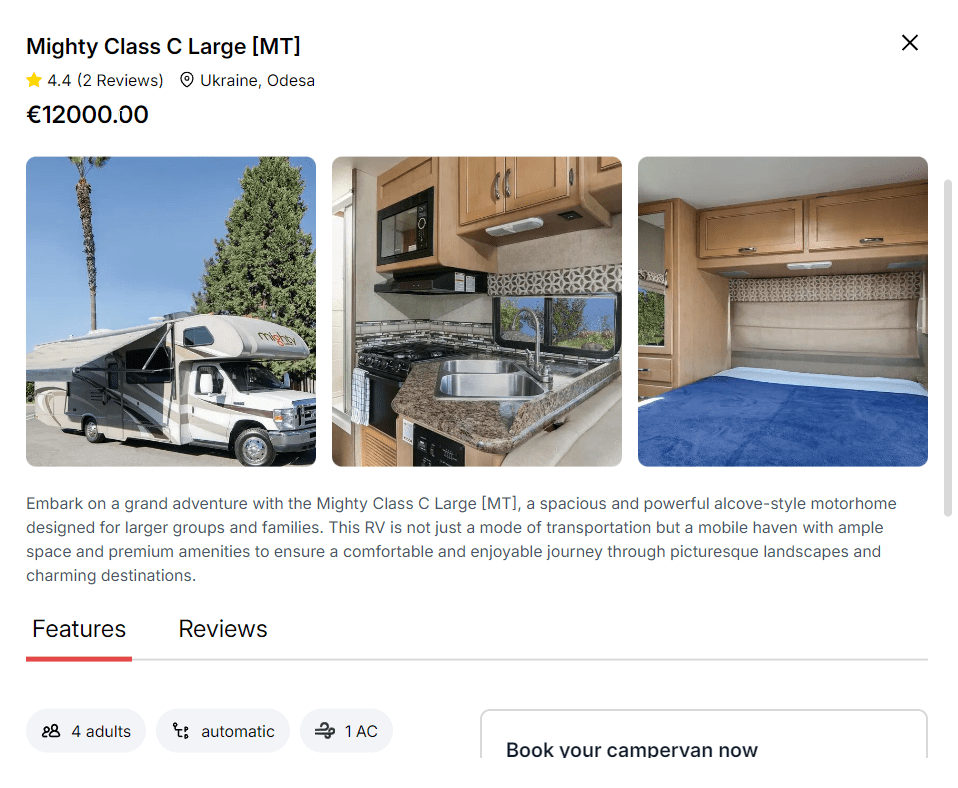 Mighty Class C Large [MT]
4.4 (2 Reviews) Ukraine, Odesa
€12000.00
mighty
Embark on a grand adventure with the Mighty Class C Large [MT], a spacious and powerful alcove-style motorhome
designed for larger groups and families. This RV is not just a mode of transportation but a mobile haven with ample
space and premium amenities to ensure a comfortable and enjoyable journey through picturesque landscapes and
charming destinations.
Features Reviews
4 adults automatic 1 AC
Book your campervan now